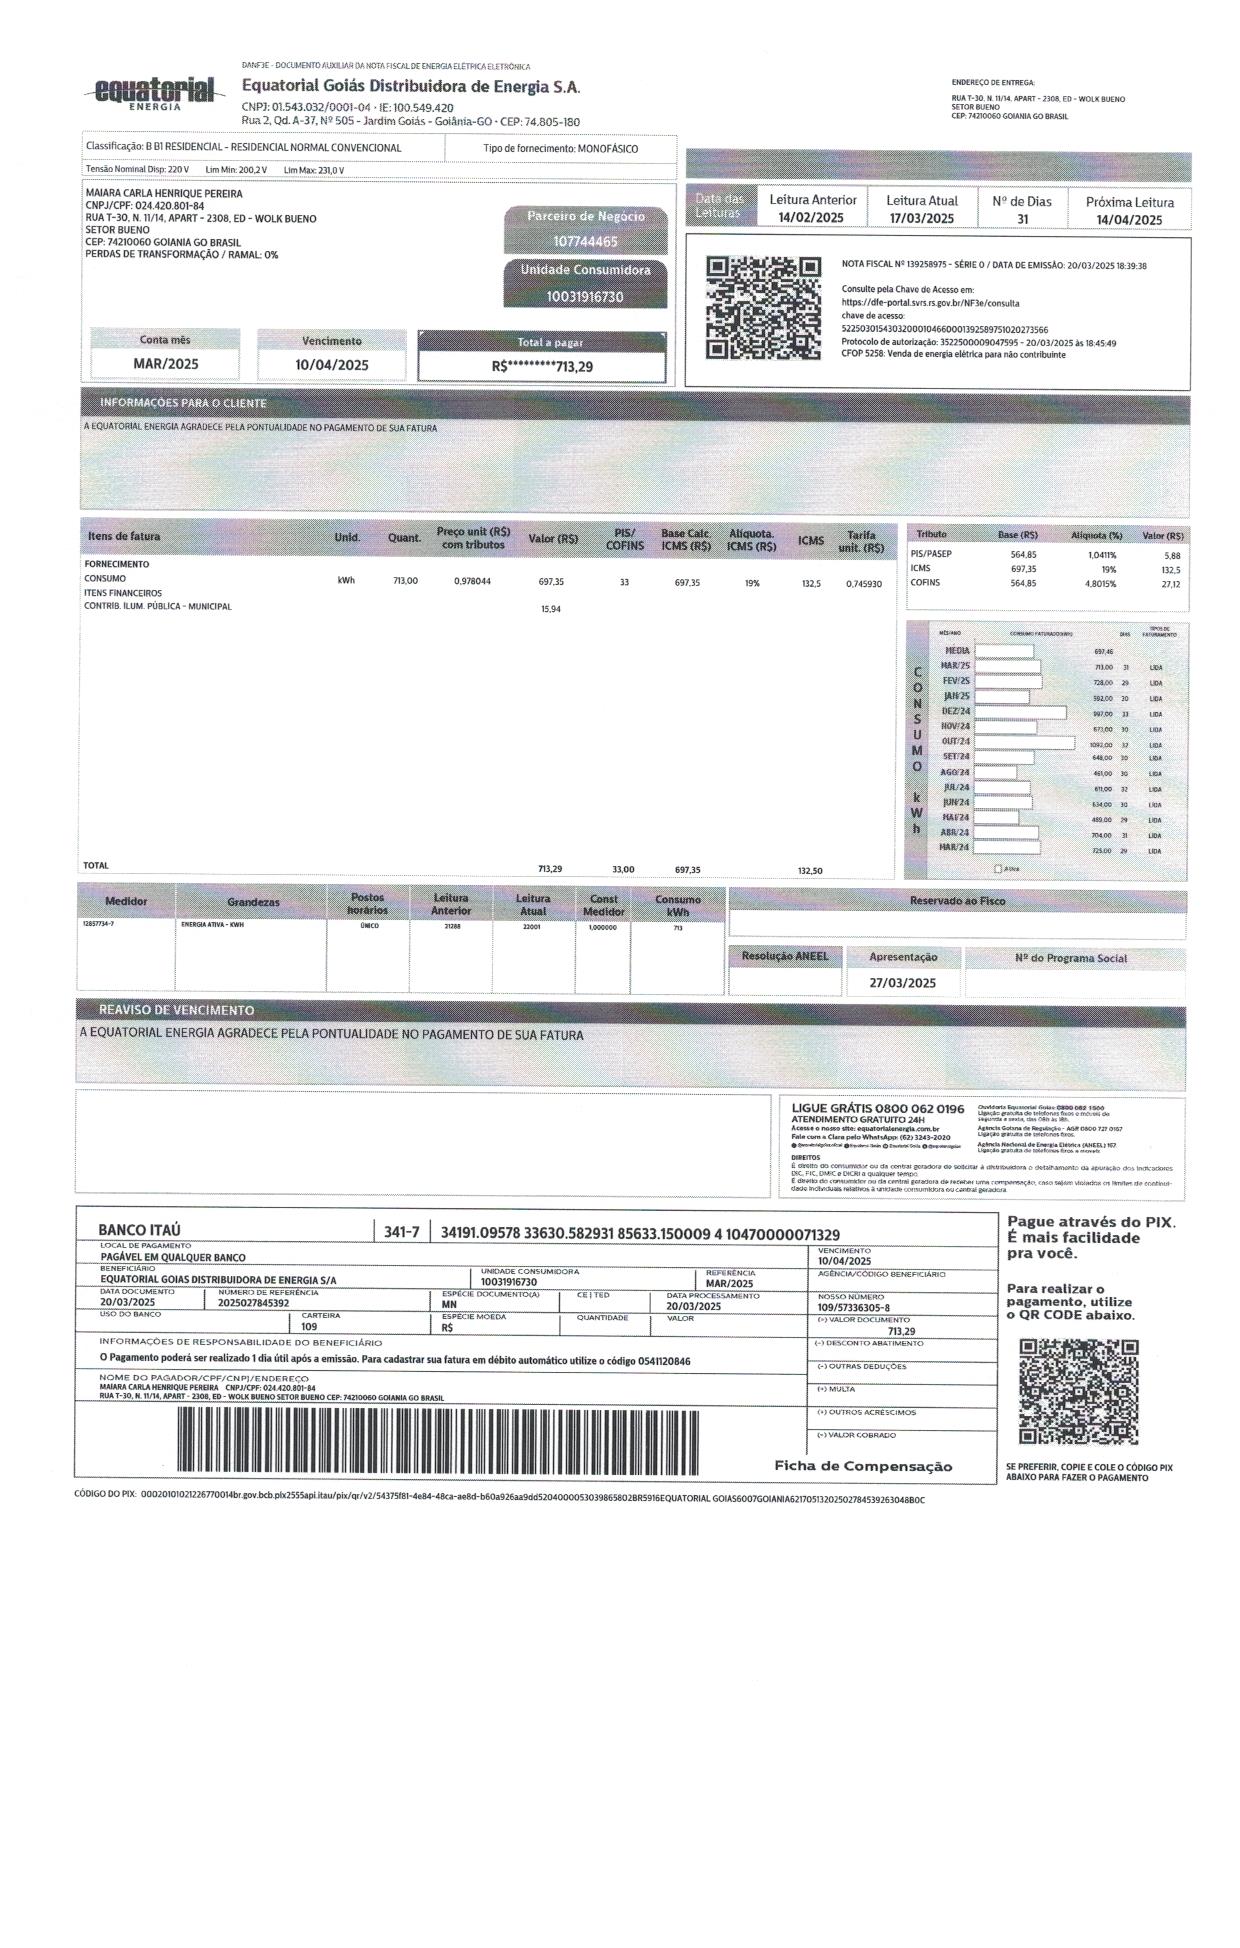 DANF3E - DOCUMENTO AUXILIAR DA NOTA FISCAL DE ENERGIA ELÉTRICA ELETRÔNICA
equatorial
ENERGIA
Equatorial Goiás Distribuidora de Energia S.A.
CNPJ: 01.543.032/0001-04 - IE: 100.549.420
Rua 2, Qd. A-37, Nº 505 - Jardim Goiás - Goiânia-GO - CEP: 74.805-180
ENDEREÇO DE ENTREGA:
RUA T-30, N. 11/14, APART - 2308, ED - WOLK BUENO
SETOR BUENO
CEP: 74210060 GOIANIA GO BRASIL
Classificação: B B1 RESIDENCIAL - RESIDENCIAL NORMAL CONVENCIONAL
Tipo de fornecimento: MONOFÁSICO
Tensão Nominal Disp: 220 V Lim Min: 200,2 V Lim Max: 231,0 V
MAIARA CARLA HENRIQUE PEREIRA
CNPJ/CPF: 024.420.801-84
RUA T-30, N. 11/14, APART - 2308, ED - WOLK BUENO
SETOR BUENO
CEP: 74210060 GOIANIA GO BRASIL
PERDAS DE TRANSFORMAÇÃO / RAMAL: 0%
Parceiro de Negócio
107744465
Unidade Consumidora
10031916730
Conta mês
MAR/2025
Vencimento
10/04/2025
Total a pagar
R$*********713,29
Data das Leituras
Leitura Anterior
14/02/2025
Leitura Atual
17/03/2025
Nº de Dias
31
Próxima Leitura
14/04/2025
NOTA FISCAL Nº 139258975 - SÉRIE 0 / DATA DE EMISSÃO: 20/03/2025 18:39:38
Consulte pela Chave de Acesso em:
https://dfe-portal.svrs.rs.gov.br/NF3e/consulta
chave de acesso:
52250301543032000104660001392589751020273566
Protocolo de autorização: 3522500009047595 - 20/03/2025 às 18:45:49
CFOP 5258: Venda de energia elétrica para não contribuinte
INFORMAÇÕES PARA O CLIENTE
A EQUATORIAL ENERGIA AGRADECE PELA PONTUALIDADE NO PAGAMENTO DE SUA FATURA
Itens de fatura Unid. Quant. Preço unit (R$) com tributos Valor (R$) PIS/ COFINS Base Calc. ICMS (R$) Alíquota. ICMS (R$) ICMS Tarifa unit. (R$)
FORNECIMENTO
CONSUMO kWh 713,00 0,978044 697,35 33 697,35 19% 132,5 0,745930
ITENS FINANCEIROS
CONTRIB. ILUM. PÚBLICA - MUNICIPAL 15,94
TOTAL 713,29 33,00 697,35 132,50
Tributo Base (R$) Alíquota (%) Valor (R$)
PIS/PASEP 564,85 1,0411% 5,88
ICMS 697,35 19% 132,5
COFINS 564,85 4,8015% 27,12
CONSUMO kWh
MÊS/ANO CONSUMO FATURADO(KWH) DIAS TIPOS DE FATURAMENTO
MÉDIA 697,46
MAR/25 713,00 31 LIDA
FEV/25 728,00 29 LIDA
JAN/25 592,00 30 LIDA
DEZ/24 997,00 33 LIDA
NOV/24 673,00 30 LIDA
OUT/24 1092,00 32 LIDA
SET/24 648,00 30 LIDA
AGO/24 461,00 30 LIDA
JUL/24 611,00 32 LIDA
JUN/24 634,00 30 LIDA
MAI/24 489,00 29 LIDA
ABR/24 704,00 31 LIDA
MAR/24 725,00 29 LIDA
Ativa
Medidor Grandezas Postos horários Leitura Anterior Leitura Atual Const Medidor Consumo kWh
12857734-7 ENERGIA ATIVA - KWH ÚNICO 21288 22001 1,000000 713
Reservado ao Fisco
Resolução ANEEL
Apresentação
27/03/2025
Nº do Programa Social
REAVISO DE VENCIMENTO
A EQUATORIAL ENERGIA AGRADECE PELA PONTUALIDADE NO PAGAMENTO DE SUA FATURA
LIGUE GRÁTIS 0800 062 0196
ATENDIMENTO GRATUITO 24H
Acesse o nosso site: equatorialenergia.com.br
Fale com a Clara pelo WhatsApp: (62) 3243-2020
Ouvidoria Equatorial Goiás: 0800 062 1500
Ligação gratuita de telefones fixos e móveis de
segunda a sexta, das 08h às 18h.
Agência Goiana de Regulação - AGR 0800 727 0167
Ligação gratuita de telefones fixos.
Agência Nacional de Energia Elétrica (ANEEL) 167
Ligação gratuita de telefones fixos e móveis
DIREITOS
É direito do consumidor ou da central geradora de solicitar à distribuidora o detalhamento da apuração dos indicadores
DIC, FIC, DMIC e DICRI a qualquer tempo
É direito do consumidor ou da central geradora de receber uma compensação, caso sejam violados os limites de continui-
dade individuais relativos à unidade consumidora ou central geradora.
BANCO ITAÚ 341-7 34191.09578 33630.582931 85633.150009 4 10470000071329
LOCAL DE PAGAMENTO
PAGÁVEL EM QUALQUER BANCO
VENCIMENTO
10/04/2025
BENEFICIÁRIO
EQUATORIAL GOIAS DISTRIBUIDORA DE ENERGIA S/A
UNIDADE CONSUMIDORA
10031916730
REFERÊNCIA
MAR/2025
AGÊNCIA/CÓDIGO BENEFICIÁRIO
DATA DOCUMENTO
20/03/2025
NÚMERO DE REFERÊNCIA
2025027845392
ESPÉCIE DOCUMENTO(A)
MN
CE | TED
DATA PROCESSAMENTO
20/03/2025
NOSSO NÚMERO
109/57336305-8
USO DO BANCO
CARTEIRA
109
ESPÉCIE MOEDA
R$
QUANTIDADE
VALOR
(=) VALOR DOCUMENTO
713,29
INFORMAÇÕES DE RESPONSABILIDADE DO BENEFICIÁRIO
O Pagamento poderá ser realizado 1 dia útil após a emissão. Para cadastrar sua fatura em débito automático utilize o código 0541120846
(-) DESCONTO ABATIMENTO
(-) OUTRAS DEDUÇÕES
(+) MULTA
(+) OUTROS ACRÉSCIMOS
(=) VALOR COBRADO
NOME DO PAGADOR/CPF/CNPJ/ENDEREÇO
MAIARA CARLA HENRIQUE PEREIRA CNPJ/CPF: 024.420.801-84
RUA T-30, N. 11/14, APART - 2308, ED - WOLK BUENO SETOR BUENO CEP: 74210060 GOIANIA GO BRASIL
Ficha de Compensação
Pague através do PIX.
É mais facilidade
pra você.
Para realizar o
pagamento, utilize
o QR CODE abaixo.
SE PREFERIR, COPIE E COLE O CÓDIGO PIX
ABAIXO PARA FAZER O PAGAMENTO
CÓDIGO DO PIX: 00020101021226770014br.gov.bcb.pix2555api.itau/pix/qr/v2/54375f81-4e84-48ca-ae8d-b60a926aa9dd5204000053039865802BR5916EQUATORIAL GOIAS6007GOIANIA62170513202502784539263048B0C